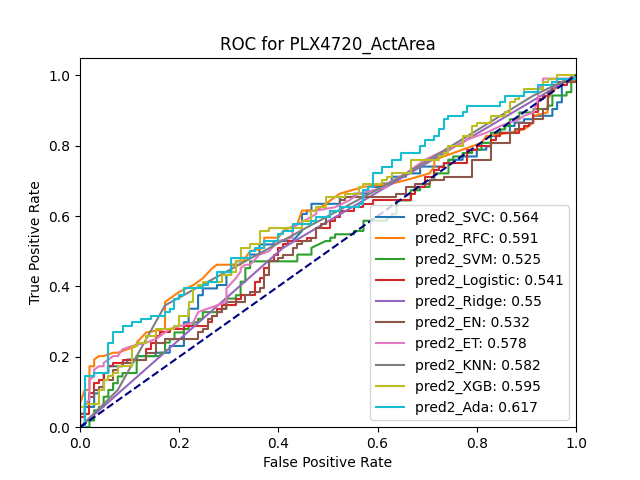 ROC for PLX4720_ActArea
True Positive Rate
1.0
0.8
0.6
0.4
0.2
0.0
pred2_SVC: 0.564
pred2_RFC: 0.591
pred2_SVM: 0.525
pred2_Logistic: 0.541
pred2_Ridge: 0.55
pred2_EN: 0.532
pred2_ET: 0.578
pred2_KNN: 0.582
pred2_XGB: 0.595
pred2_Ada: 0.617
0.0 0.2 0.4 0.6 0.8 1.0
False Positive Rate